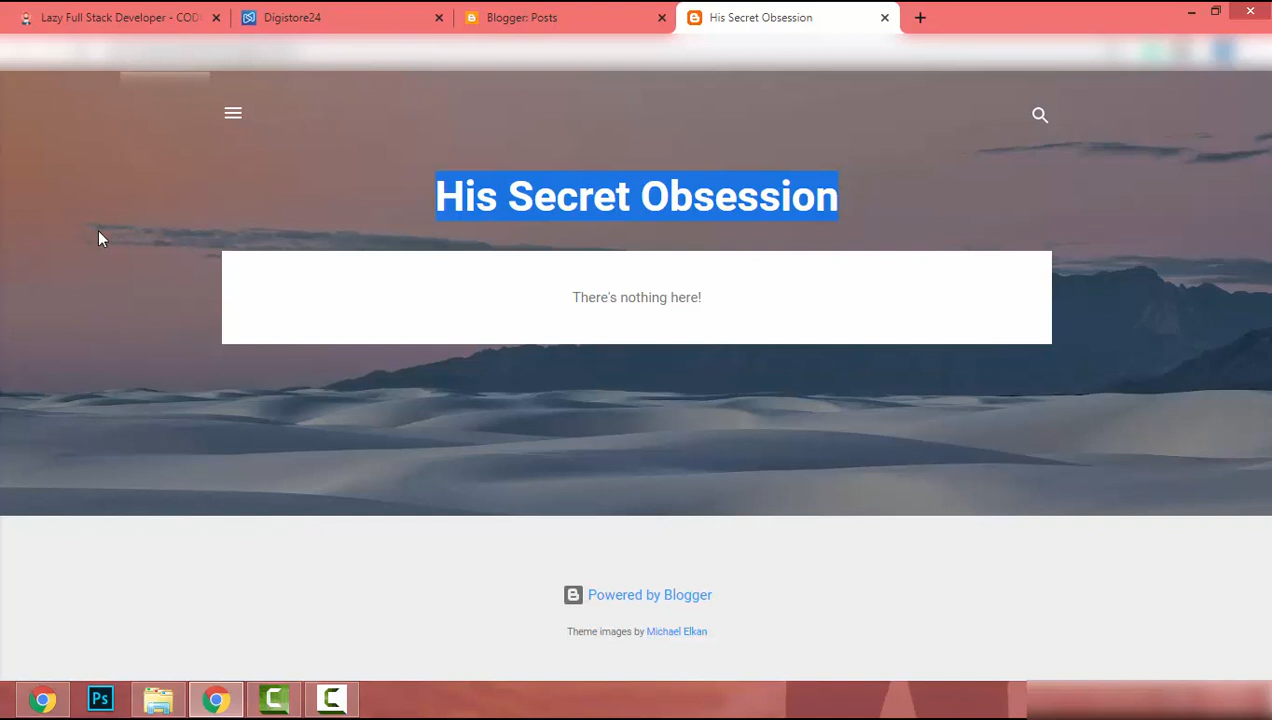 Lazy Full Stack Developer - COD
Digistore24
Blogger: Posts
His Secret Obsession
His Secret Obsession
There's nothing here!
Powered by Blogger
Theme images by Michael Elkan
Ps